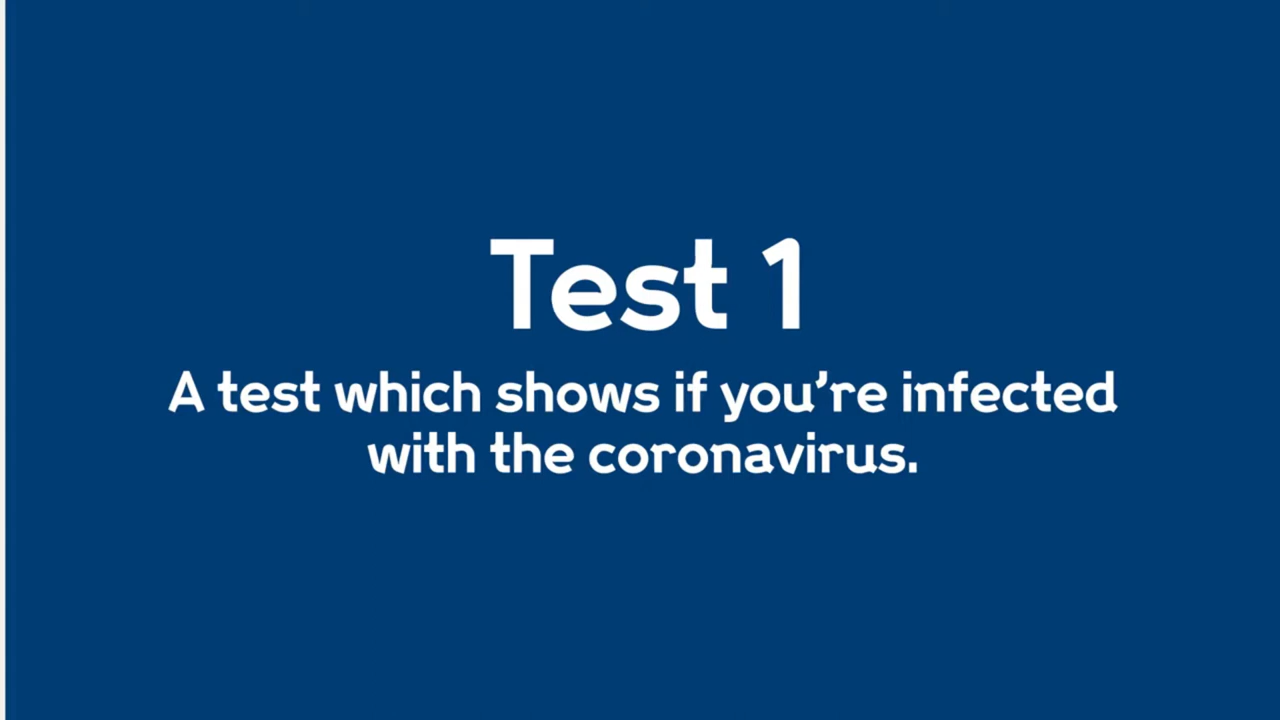 Test 1
A test which shows if you’re infected
with the coronavirus.